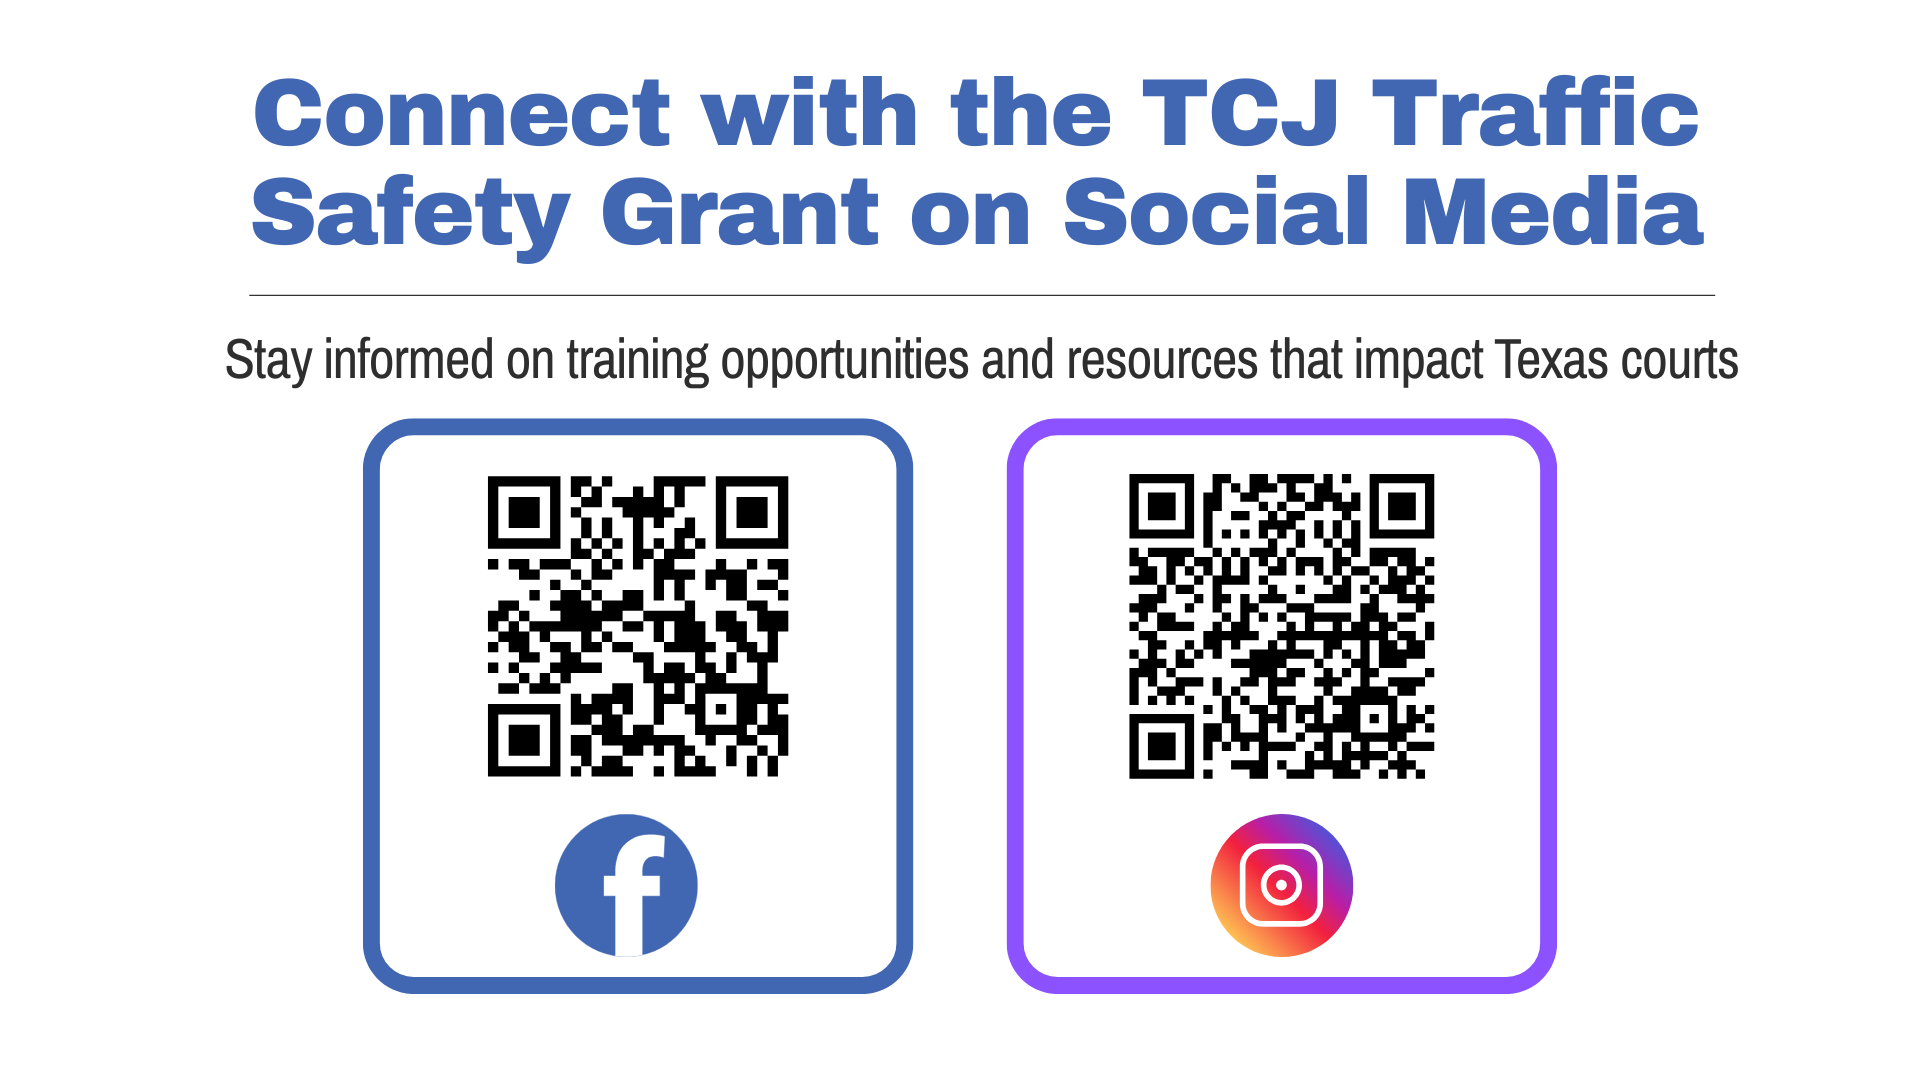 Connect with the TCJ Traffic
Safety Grant on Social Media
Stay informed on training opportunities and resources that impact Texas courts